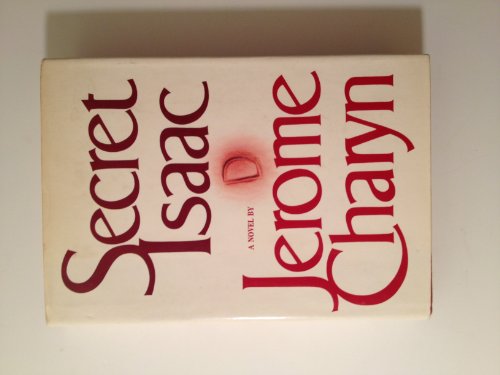 Secret
Isaac
D
A NOVEL BY
Jerome
Charyn